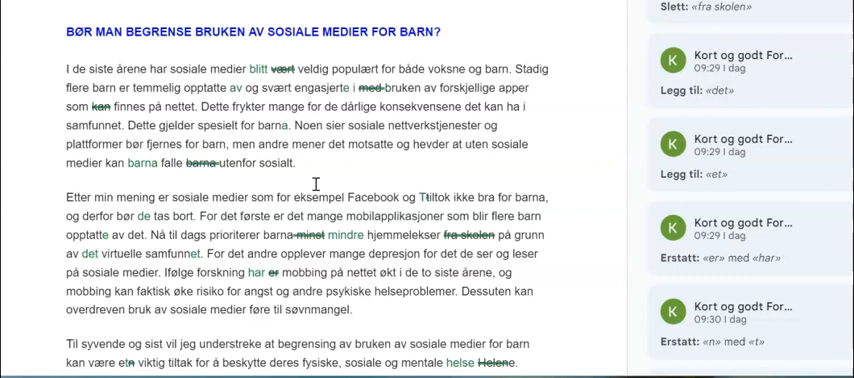 BØR MAN BEGRENSE BRUKEN AV SOSIALE MEDIER FOR BARN?
I de siste årene har sosiale medier blitt vært veldig populært for både voksne og barn. Stadig
flere barn er temmelig opptatte av og svært engasjerte i med bruken av forskjellige apper
som kan finnes på nettet. Dette frykter mange for de dårlige konsekvensene det kan ha i
samfunnet. Dette gjelder spesielt for barna. Noen sier sosiale nettverkstjenester og
plattformer bør fjernes for barn, men andre mener det motsatte og hevder at uten sosiale
medier kan barna falle barna utenfor sosialt.
Etter min mening er sosiale medier som for eksempel Facebook og Ttiltok ikke bra for barna,
og derfor bør de tas bort. For det første er det mange mobilapplikasjoner som blir flere barn
opptatte av det. Nå til dags prioriterer barna minst mindre hjemmelekser fra skolen på grunn
av det virtuelle samfunnet. For det andre opplever mange depresjon for det de ser og leser
på sosiale medier. Ifølge forskning har er mobbing på nettet økt i de to siste årene, og
mobbing kan faktisk øke risiko for angst og andre psykiske helseproblemer. Dessuten kan
overdreven bruk av sosiale medier føre til søvnmangel.
Til syvende og sist vil jeg understreke at begrensing av bruken av sosiale medier for barn
kan være etn viktig tiltak for å beskytte deres fysiske, sosiale og mentale helse Helene.
Slett: «fra skolen»
K
Kort og godt For...
09:29 I dag
Legg til: «det»
K
Kort og godt For...
09:29 I dag
Legg til: «et»
K
Kort og godt For...
09:29 I dag
Erstatt: «er» med «har»
K
Kort og godt For...
09:30 I dag
Erstatt: «n» med «t»